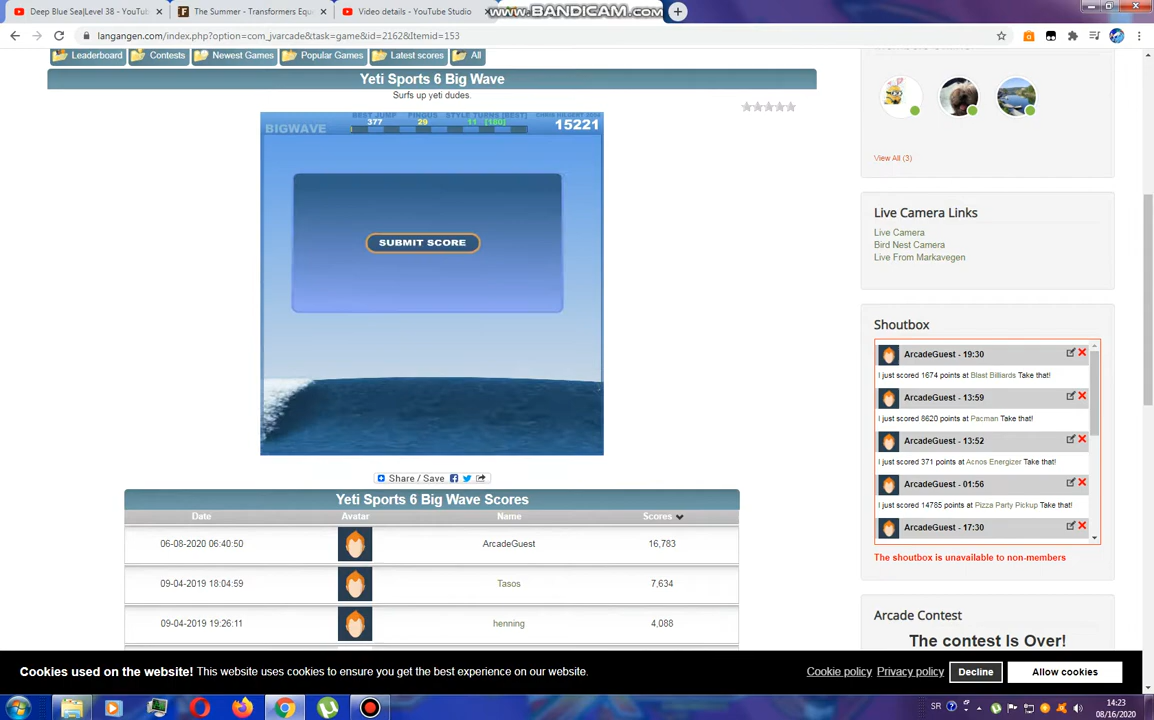 Deep Blue Sea|Level 38 - YouTub
The Summer - Transformers Equ
Video details - YouTube Studio
www.BANDICAM.com
langangen.com/index.php?option=com_jvarcade&task=game&id=2162&Itemid=153
Leaderboard
Contests
Newest Games
Popular Games
Latest scores
All
Yeti Sports 6 Big Wave
Surfs up yeti dudes.
BIGWAVE
BEST JUMP
377
PINGUS
29
STYLE TURNS [BEST]
11 [180]
15221
SUBMIT SCORE
Share / Save
Yeti Sports 6 Big Wave Scores
Date Avatar Name Scores
06-08-2020 06:40:50 ArcadeGuest 16,783
09-04-2019 18:04:59 Tasos 7,634
09-04-2019 19:26:11 henning 4,088
View All (3)
Live Camera Links
Live Camera
Bird Nest Camera
Live From Markavegen
Shoutbox
ArcadeGuest - 19:30
I just scored 1674 points at Blast Billiards Take that!
ArcadeGuest - 13:59
I just scored 8620 points at Pacman Take that!
ArcadeGuest - 13:52
I just scored 371 points at Acnos Energizer Take that!
ArcadeGuest - 01:56
I just scored 14785 points at Pizza Party Pickup Take that!
ArcadeGuest - 17:30
The shoutbox is unavailable to non-members
Arcade Contest
The contest Is Over!
Cookies used on the website! This website uses cookies to ensure you get the best experience on our website.
Cookie policy Privacy policy Decline Allow cookies
SR
14:23
08/16/2020